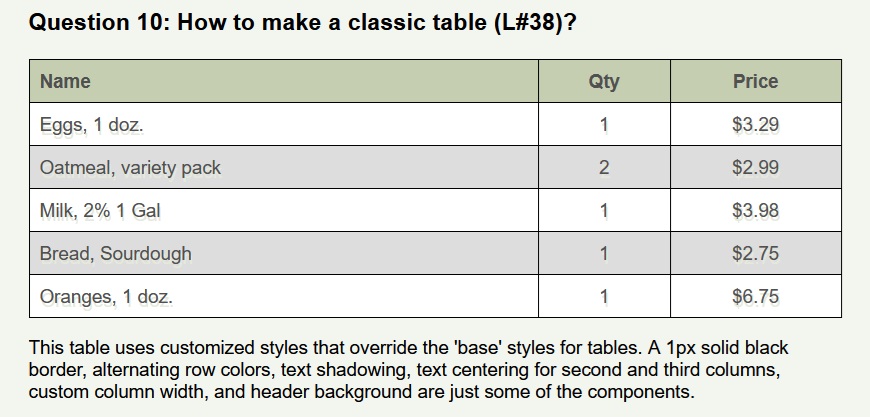 Question 10: How to make a classic table (L#38)?
Name Qty Price
Eggs, 1 doz. 1 $3.29
Oatmeal, variety pack 2 $2.99
Milk, 2% 1 Gal 1 $3.98
Bread, Sourdough 1 $2.75
Oranges, 1 doz. 1 $6.75
This table uses customized styles that override the 'base' styles for tables. A 1px solid black
border, alternating row colors, text shadowing, text centering for second and third columns,
custom column width, and header background are just some of the components.